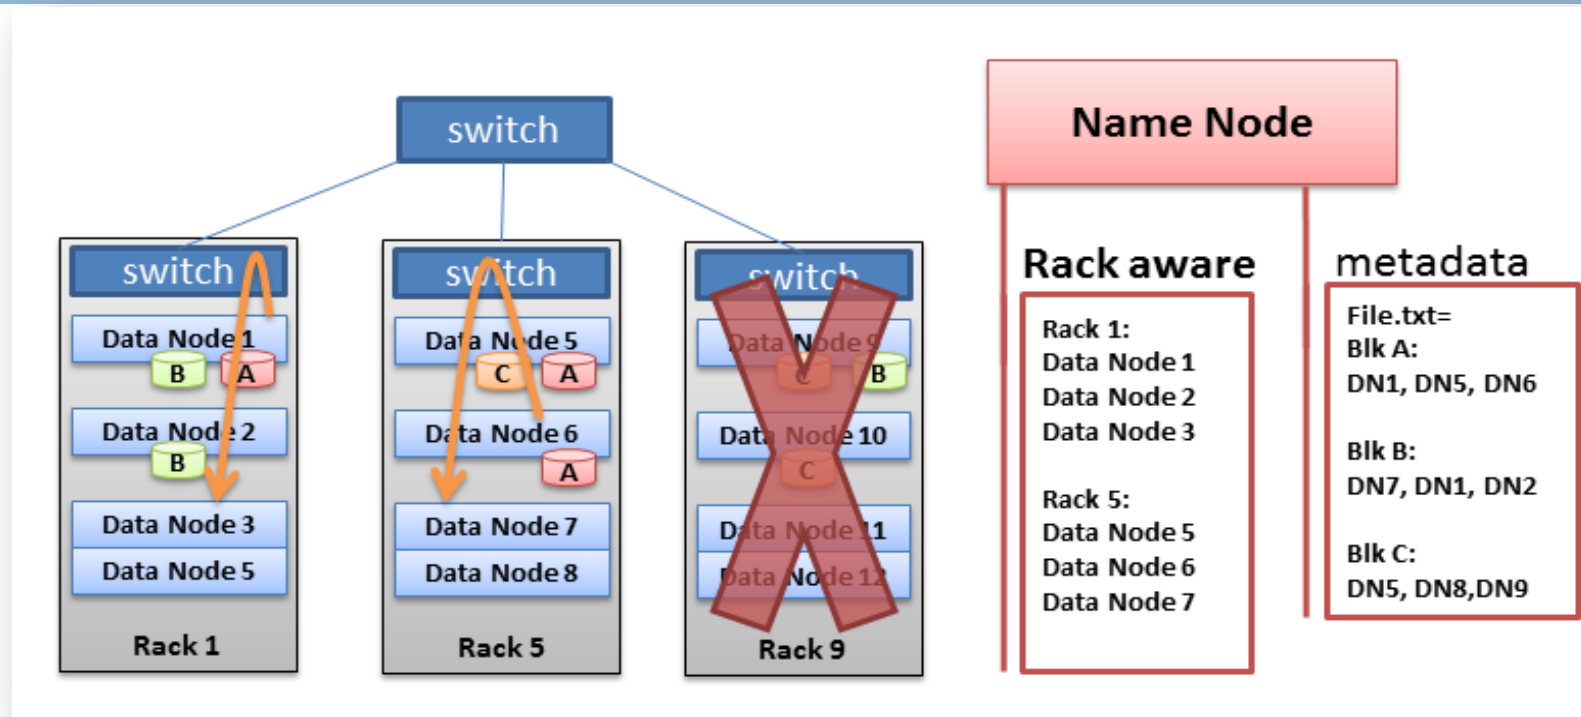 switch
switch
Data Node 1
B
A
Data Node 2
B
Data Node 3
Data Node 5
Rack 1
switch
Data Node 5
C
A
Data Node 6
A
Data Node 7
Data Node 8
Rack 5
switch
Data Node 9
C
B
Data Node 10
C
Data Node 11
Data Node 12
Rack 9
Name Node
Rack aware
Rack 1:
Data Node 1
Data Node 2
Data Node 3
Rack 5:
Data Node 5
Data Node 6
Data Node 7
metadata
File.txt=
Blk A:
DN1, DN5, DN6
Blk B:
DN7, DN1, DN2
Blk C:
DN5, DN8,DN9